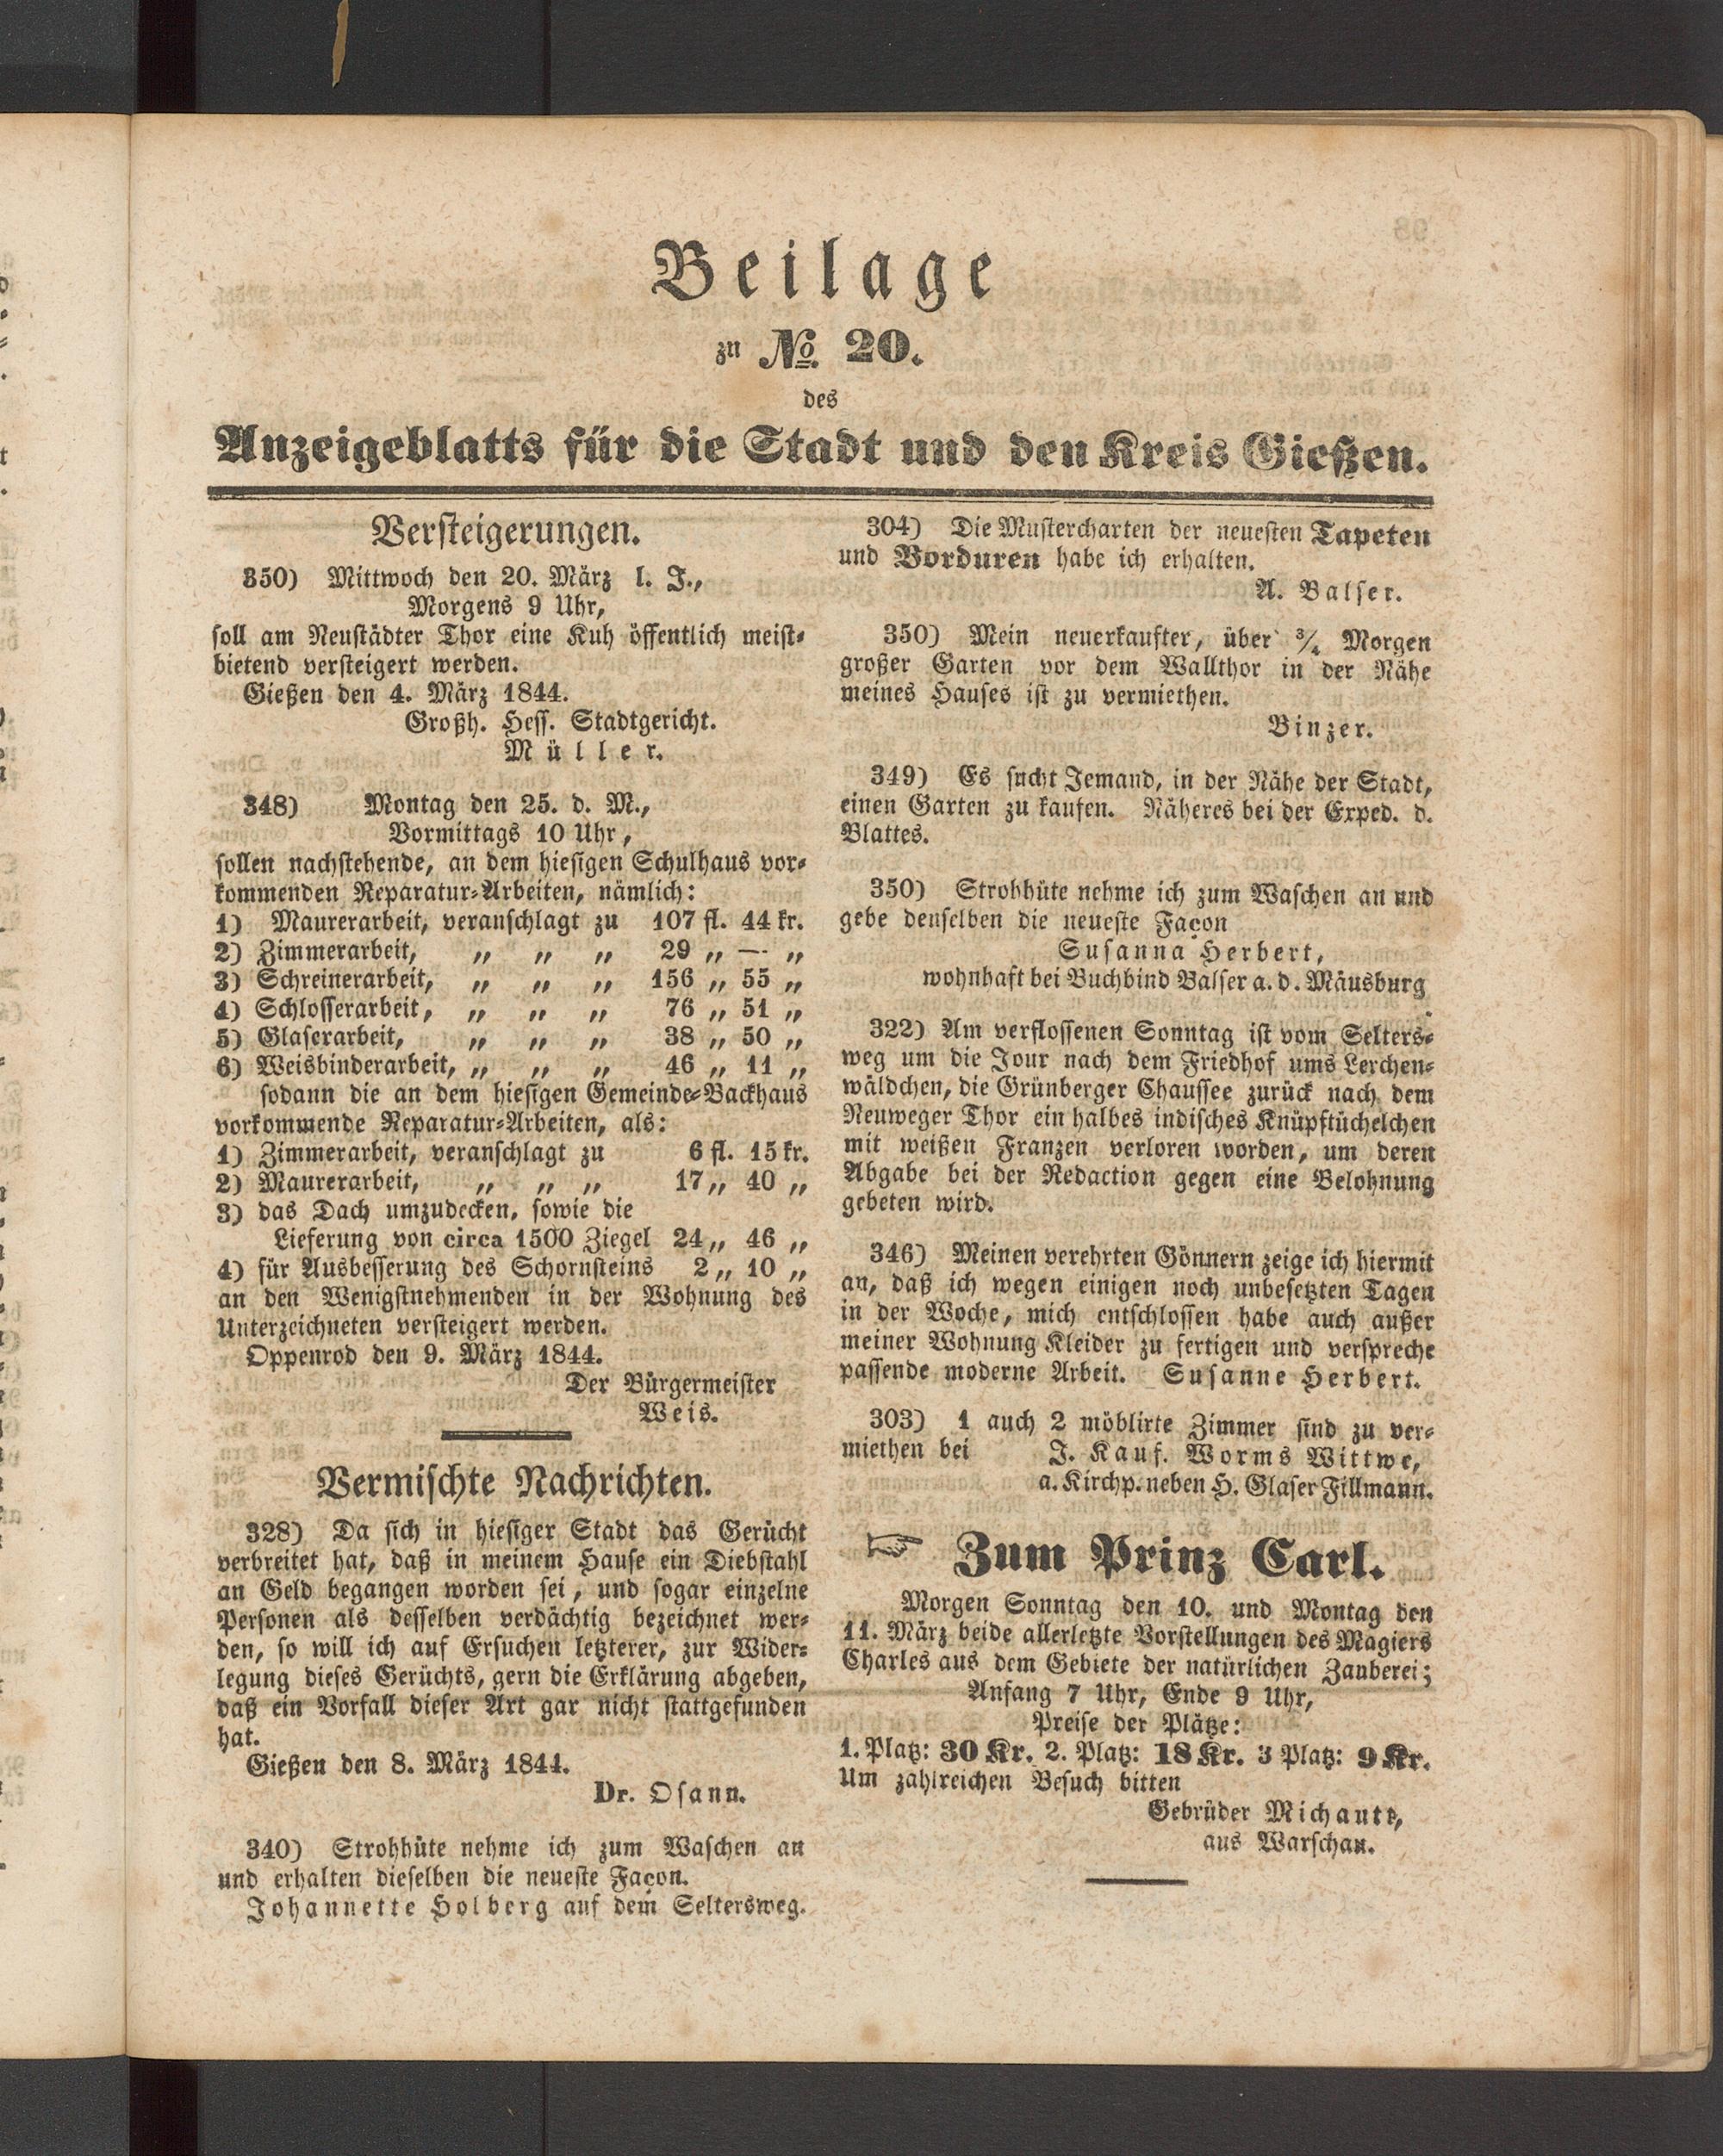 Beilage
zu No. 20.
des
Anzeigeblatts für die Stadt und den Kreis Gießen.
Versteigerungen.
350) Mittwoch den 20. März l. J.,
Morgens 9 Uhr,
soll am Neustädter Thor eine Kuh öffentlich meist-
bietend versteigert werden.
Gießen den 4. März 1844.
Großh. Hess. Stadtgericht.
Müller.
348) Montag den 25. d. M.,
Vormittags 10 Uhr,
sollen nachstehende, an dem hiesigen Schulhaus vor-
kommenden Reparatur-Arbeiten, nämlich:
1) Maurerarbeit, veranschlagt zu 107 fl. 44 kr.
2) Zimmerarbeit, „ „ „ 29 „ — „
3) Schreinerarbeit, „ „ „ 156 „ 55 „
4) Schlosserarbeit, „ „ „ 76 „ 51 „
5) Glaserarbeit, „ „ „ 38 „ 50 „
6) Weisbinderarbeit, „ „ „ 46 „ 11 „
sodann die an dem hiesigen Gemeinde-Backhaus
vorkommende Reparatur-Arbeiten, als:
1) Zimmerarbeit, veranschlagt zu 6 fl. 15 kr.
2) Maurerarbeit, „ „ „ 17 „ 40 „
3) das Dach umzudecken, sowie die
Lieferung von circa 1500 Ziegel 24 „ 46 „
4) für Ausbesserung des Schornsteins 2 „ 10 „
an den Wenigstnehmenden in der Wohnung des
Unterzeichneten versteigert werden.
Oppenrod den 9. März 1844.
Der Bürgermeister
Weis.
Vermischte Nachrichten.
328) Da sich in hiesiger Stadt das Gerücht
verbreitet hat, daß in meinem Hause ein Diebstahl
an Geld begangen worden sei, und sogar einzelne
Personen als desselben verdächtig bezeichnet wer-
den, so will ich auf Ersuchen letzterer, zur Wider-
legung dieses Gerüchts, gern die Erklärung abgeben,
daß ein Vorfall dieser Art gar nicht stattgefunden
hat.
Gießen den 8. März 1844.
Dr. Osann.
340) Strohhüte nehme ich zum Waschen an
und erhalten dieselben die neueste Façon.
Johannette Holberg auf dem Seltersweg.
304) Die Mustercharten der neuesten Tapeten
und Borduren habe ich erhalten.
A. Balser.
350) Mein neuerkaufter, über 3/4 Morgen
großer Garten vor dem Wallthor in der Nähe
meines Hauses ist zu vermiethen.
Binzer.
349) Es sucht Jemand, in der Nähe der Stadt,
einen Garten zu kaufen. Näheres bei der Exped. d.
Blattes.
350) Strohhüte nehme ich zum Waschen an und
gebe denselben die neueste Façon
Susanna Herbert,
wohnhaft bei Buchbind Balser a. d. Mäusburg
322) Am verflossenen Sonntag ist vom Selters-
weg um die Jour nach dem Friedhof ums Lerchen-
wäldchen, die Grünberger Chaussee zurück nach dem
Neuweger Thor ein halbes indisches Knüpftüchelchen
mit weißen Franzen verloren worden, um deren
Abgabe bei der Redaction gegen eine Belohnung
gebeten wird.
346) Meinen verehrten Gönnern zeige ich hiermit
an, daß ich wegen einigen noch unbesetzten Tagen
in der Woche, mich entschlossen habe auch außer
meiner Wohnung Kleider zu fertigen und verspreche
passende moderne Arbeit. Susanne Herbert.
303) 1 auch 2 möblirte Zimmer sind zu ver-
miethen bei J. Kauf. Worms Wittwe,
a. Kirchp. neben H. Glaser Fillmann.
☞ Zum Prinz Carl.
Morgen Sonntag den 10. und Montag den
11. März beide allerletzte Vorstellungen des Magiers
Charles aus dem Gebiete der natürlichen Zauberei;
Anfang 7 Uhr, Ende 9 Uhr,
Preise der Plätze:
1. Platz: 30 Kr. 2. Platz: 18 Kr. 3 Platz: 9 Kr.
Um zahlreichen Besuch bitten
Gebrüder
aus Warschau.